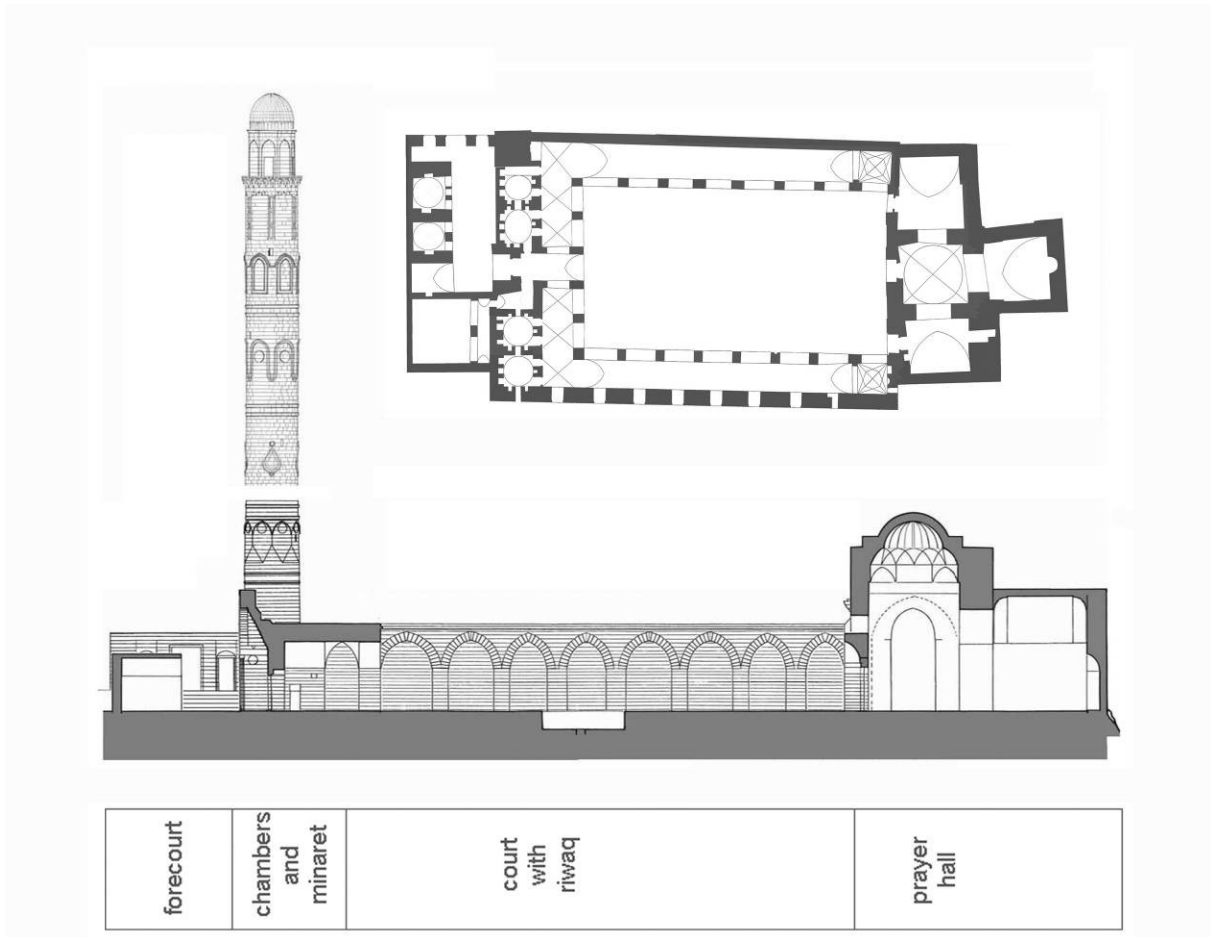 forecourt
chambers
and
minaret
court
with
riwaq
prayer
hall